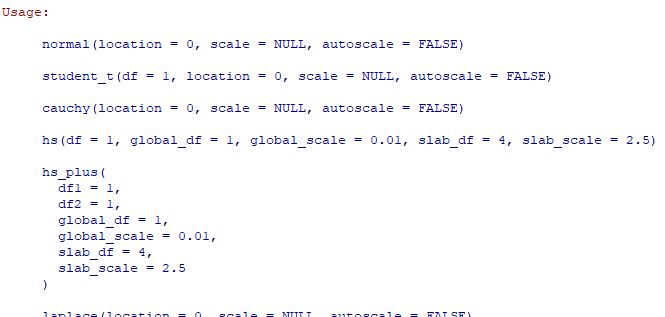 Usage:
normal(location = 0, scale = NULL, autoscale = FALSE)
student_t(df = 1, location = 0, scale = NULL, autoscale = FALSE)
cauchy(location = 0, scale = NULL, autoscale = FALSE)
hs(df = 1, global_df = 1, global_scale = 0.01, slab_df = 4, slab_scale = 2.5)
hs_plus(
df1 = 1,
df2 = 1,
global_df = 1,
global_scale = 0.01,
slab_df = 4,
slab_scale = 2.5
)
laplace(location = 0, scale = NULL, autoscale = FALSE)